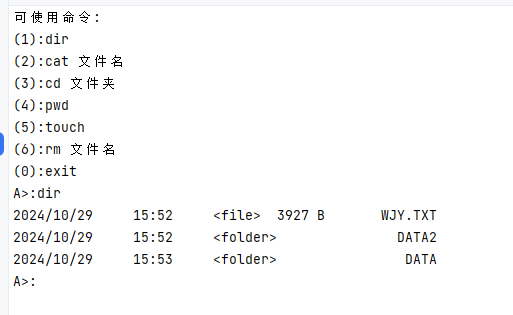 可使用命令:
(1):dir
(2):cat 文件名
(3):cd 文件夹
(4):pwd
(5):touch
(6):rm 文件名
(0):exit
A>:dir
2024/10/29     15:52     <file>  3927 B       WJY.TXT
2024/10/29     15:52     <folder>               DATA2
2024/10/29     15:53     <folder>                DATA
A>: